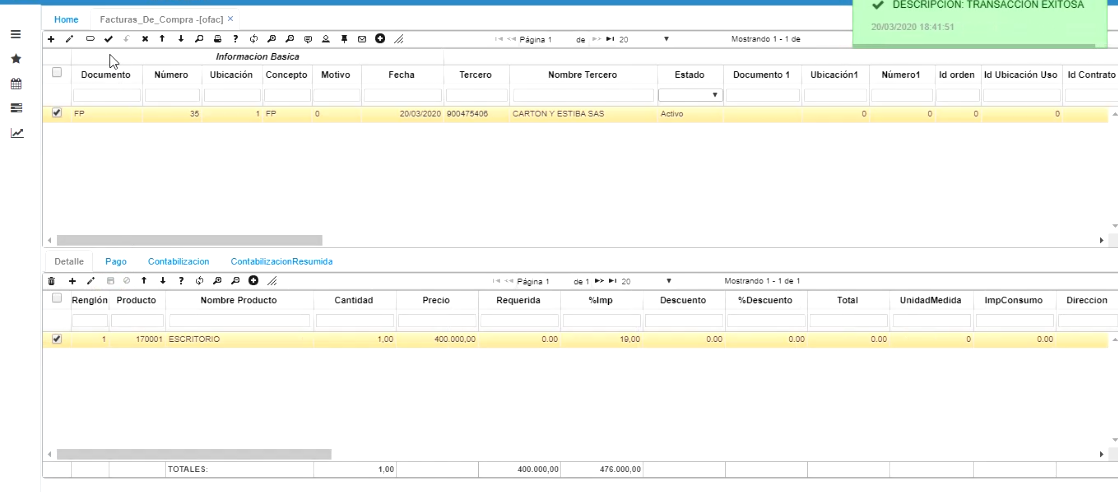 DESCRIPCION: TRANSACCION EXITOSA
20/03/2020 18:41:51
Home Facturas_De_Compra -[ofac] ×
Página 1 de 20 Mostrando 1 - 1 de
Informacion Basica
Documento Número Ubicación Concepto Motivo Fecha Tercero Nombre Tercero Estado Documento 1 Ubicación1 Número1 Id orden Id Ubicación Uso Id Contrato
FP 35 1 FP 0 20/03/2020 900475406 CARTON Y ESTIBA SAS Activo 0 0 0 0
Detalle Pago Contabilizacion ContabilizacionResumida
Página 1 de 1 20 Mostrando 1 - 1 de 1
Renglón Producto Nombre Producto Cantidad Precio Requerida %Imp Descuento %Descuento Total UnidadMedida ImpConsumo Direccion
1 170001 ESCRITORIO 1,00 400.000,00 0.00 19,00 0.00 0.00 0.00 0 0.00
TOTALES: 1,00 400.000,00 476.000,00